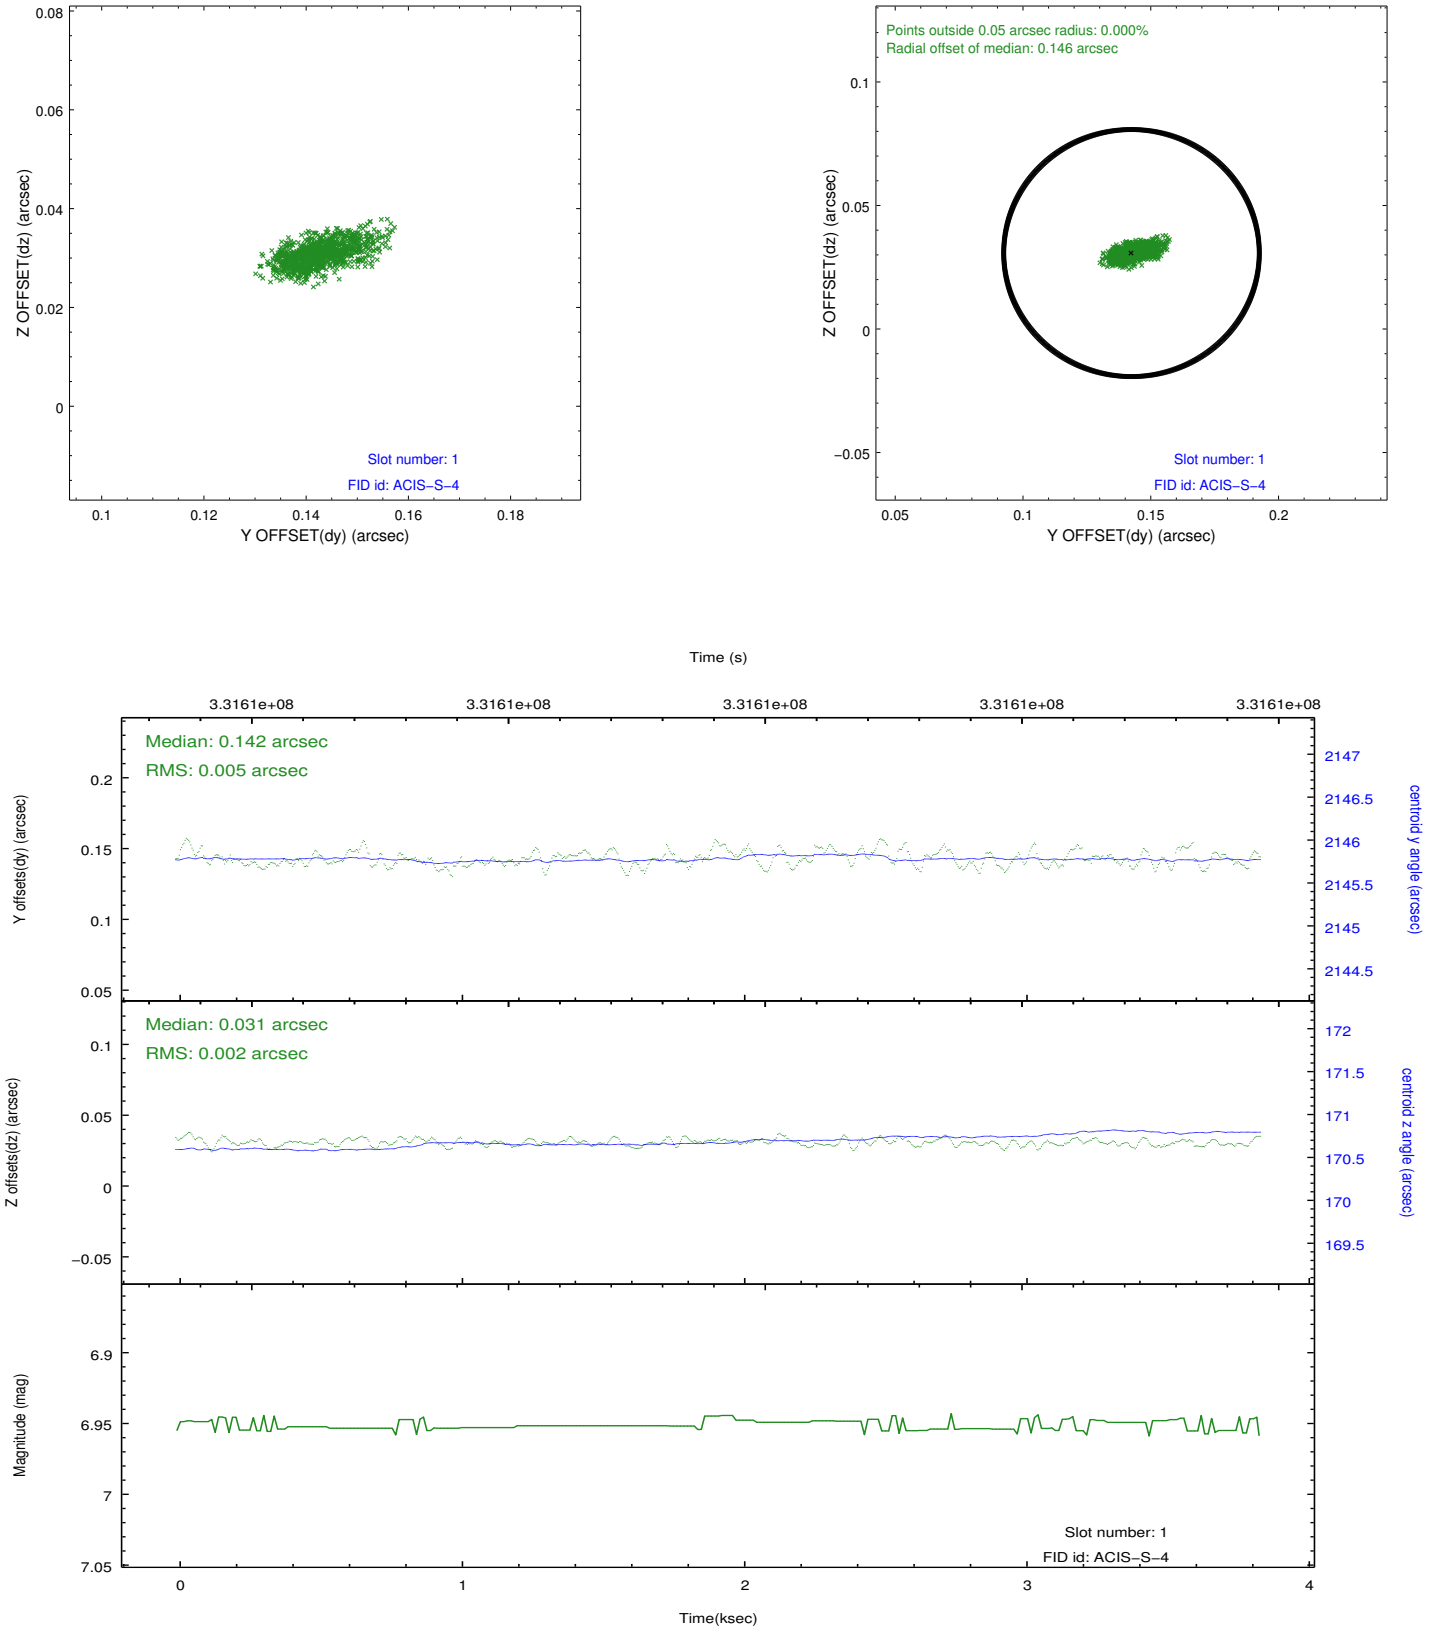 0.08
0.06
0.04
0.02
0
Z OFFSET(dz) (arcsec)
Slot number: 1
FID id: ACIS−S−4
0.1 0.12 0.14 0.16 0.18
Y OFFSET(dy) (arcsec)
Points outside 0.05 arcsec radius: 0.000%
Radial offset of median: 0.146 arcsec
0.1
0.05
0
−0.05
Z OFFSET(dz) (arcsec)
Slot number: 1
FID id: ACIS−S−4
0.05 0.1 0.15 0.2
Y OFFSET(dy) (arcsec)
Time (s)
3.3161e+08 3.3161e+08 3.3161e+08 3.3161e+08 3.3161e+08
Median: 0.142 arcsec
RMS: 0.005 arcsec
0.2
0.15
0.1
0.05
Y offsets(dy) (arcsec)
2147
2146.5
2146
2145.5
2145
2144.5
centroid y angle (arcsec)
Median: 0.031 arcsec
RMS: 0.002 arcsec
0.1
0.05
0
−0.05
Z offsets(dz) (arcsec)
172
171.5
171
170.5
170
169.5
centroid z angle (arcsec)
6.9
6.95
7
7.05
Magnitude (mag)
Slot number: 1
FID id: ACIS−S−4
0 1 2 3 4
Time(ksec)